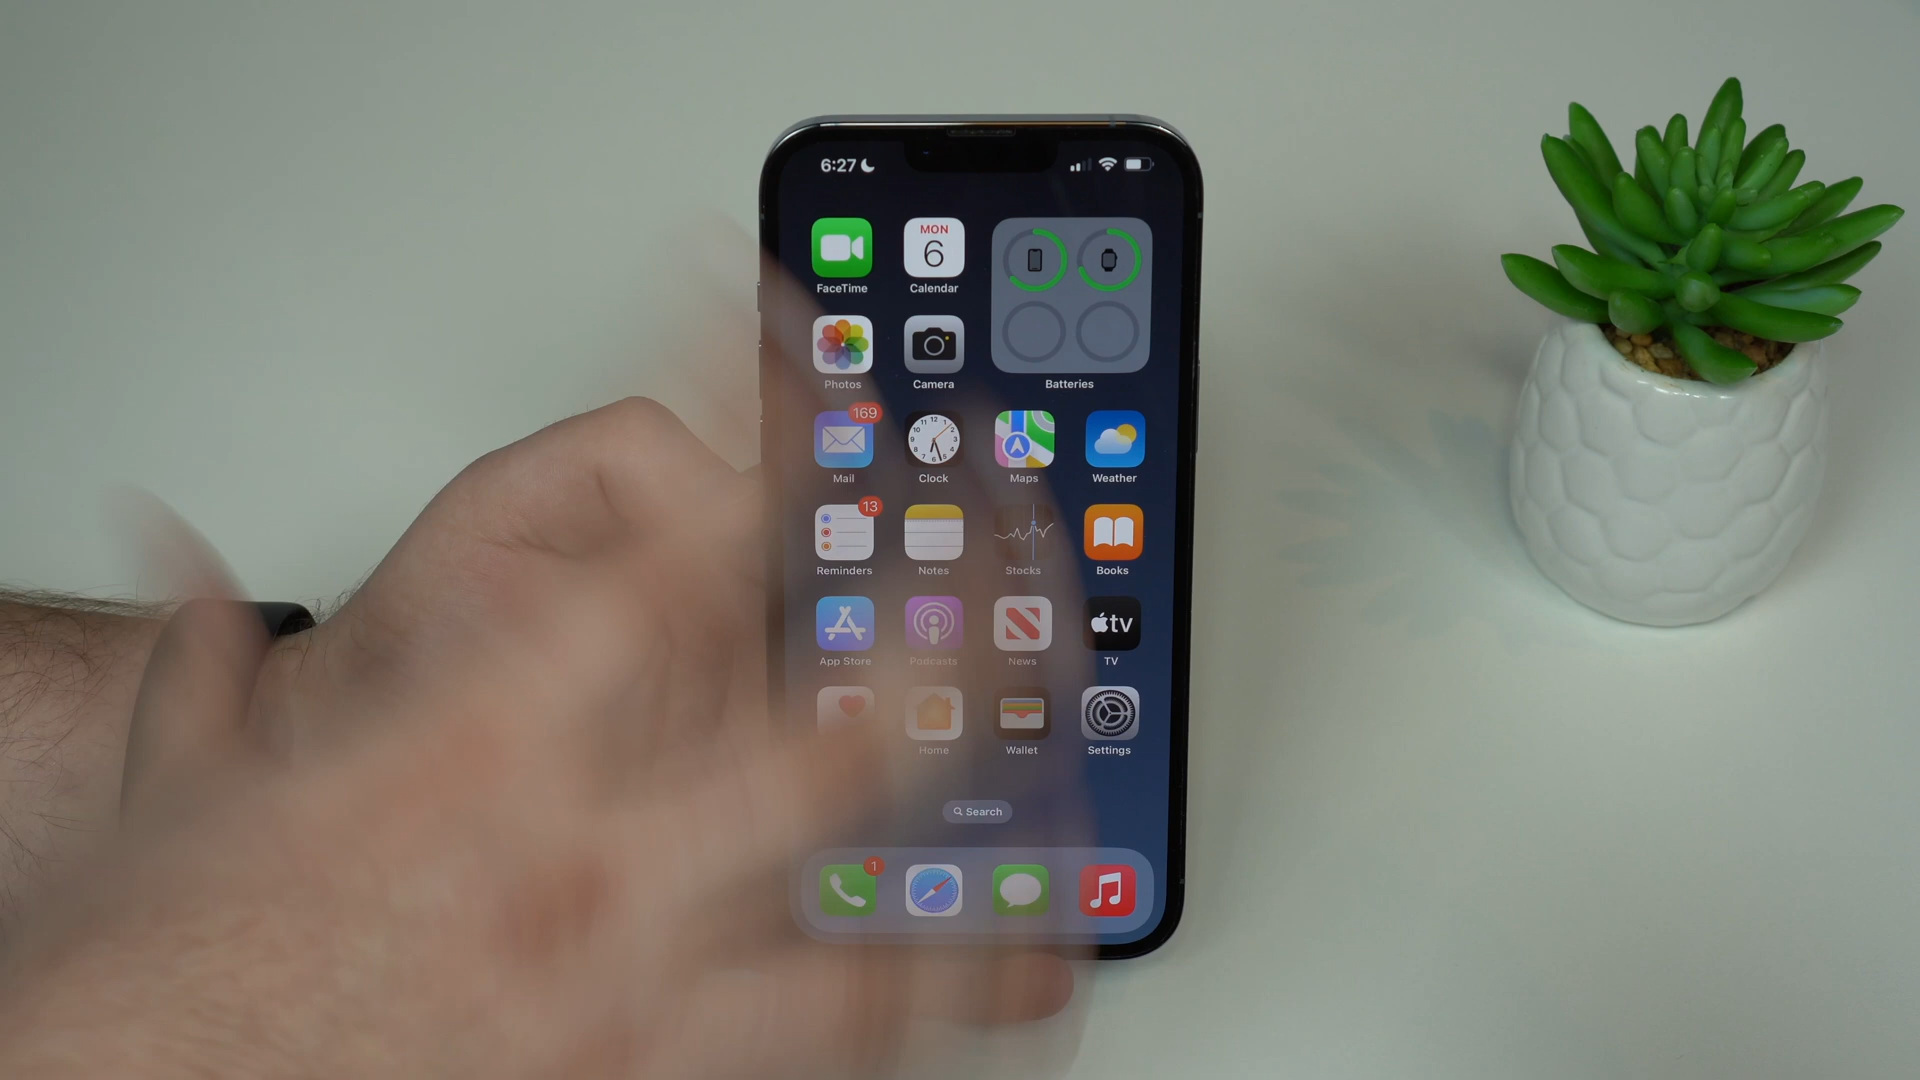 6:27
MON
6
FaceTime
Calendar
Photos
Camera
Batteries
169
Mail
Clock
Maps
Weather
13
Reminders
Notes
Stocks
Books
tv
App Store
Podcasts
News
TV
Home
Wallet
Settings
Search
1